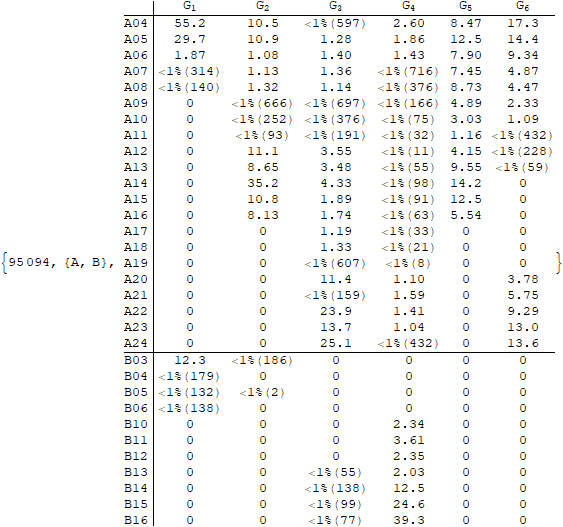 G1 G2 G3 G4 G5 G6
A04 55.2 10.5 <1%(597) 2.60 8.47 17.3
A05 29.7 10.9 1.28 1.86 12.5 14.4
A06 1.87 1.08 1.40 1.43 7.90 9.34
A07 <1%(314) 1.13 1.36 <1%(716) 7.45 4.87
A08 <1%(140) 1.32 1.14 <1%(376) 8.73 4.47
A09 0 <1%(666) <1%(697) <1%(166) 4.89 2.33
A10 0 <1%(252) <1%(376) <1%(75) 3.03 1.09
A11 0 <1%(93) <1%(191) <1%(32) 1.16 <1%(432)
A12 0 11.1 3.55 <1%(11) 4.15 <1%(228)
A13 0 8.65 3.48 <1%(55) 9.55 <1%(59)
A14 0 35.2 4.33 <1%(98) 14.2 0
A15 0 10.8 1.89 <1%(91) 12.5 0
A16 0 8.13 1.74 <1%(63) 5.54 0
A17 0 0 1.19 <1%(33) 0 0
A18 0 0 1.33 <1%(21) 0 0
{95094, {A, B}, A19 0 0 <1%(607) <1%(8) 0 0 }
A20 0 0 11.4 1.10 0 3.78
A21 0 0 <1%(159) 1.59 0 5.75
A22 0 0 23.9 1.41 0 9.29
A23 0 0 13.7 1.04 0 13.0
A24 0 0 25.1 <1%(432) 0 13.6
B03 12.3 <1%(186) 0 0 0 0
B04 <1%(179) 0 0 0 0 0
B05 <1%(132) <1%(2) 0 0 0 0
B06 <1%(138) 0 0 0 0 0
B10 0 0 0 2.34 0 0
B11 0 0 0 3.61 0 0
B12 0 0 0 2.35 0 0
B13 0 0 <1%(55) 2.03 0 0
B14 0 0 <1%(138) 12.5 0 0
B15 0 0 <1%(99) 24.6 0 0
B16 0 0 <1%(77) 39.3 0 0